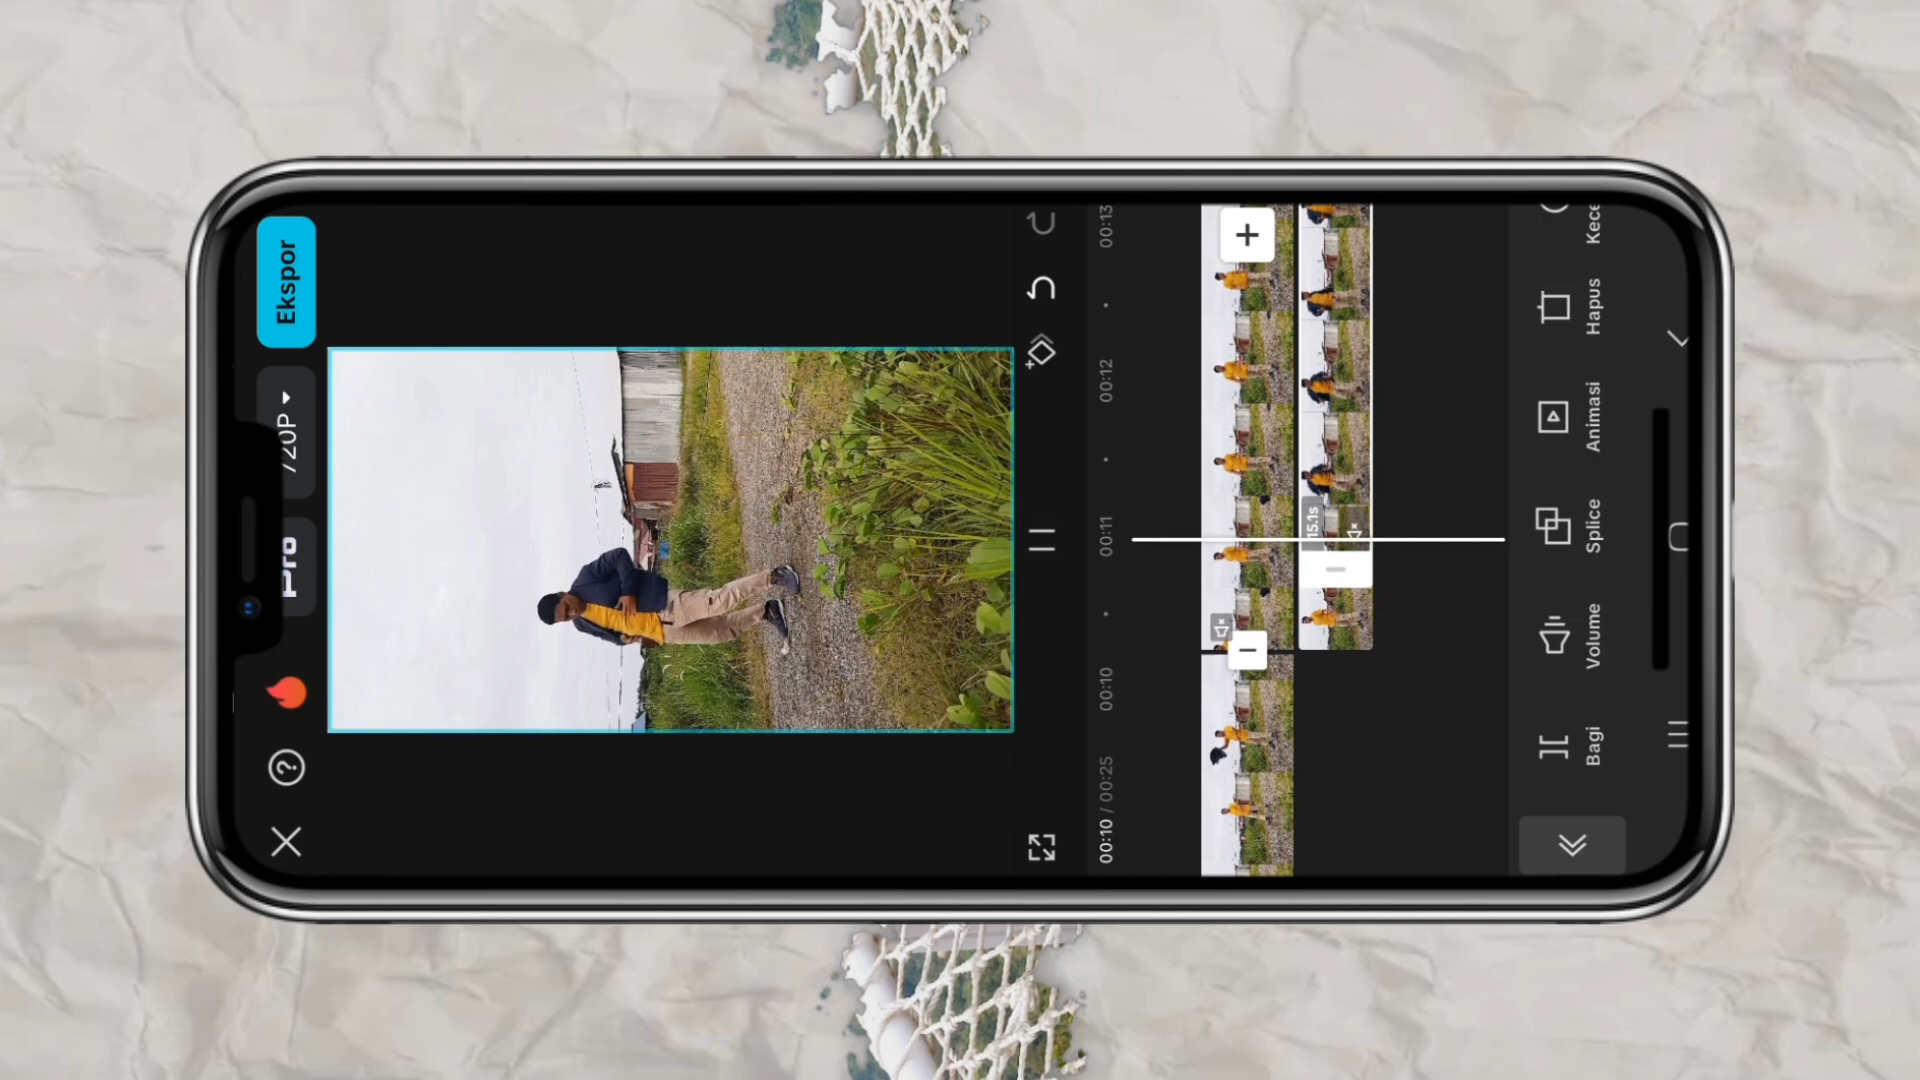 Pro
720P
Ekspor
00:10 / 00:25
00:10
00:11
00:12
00:13
15.1s
Bagi
Volume
Splice
Animasi
Hapus
Kece